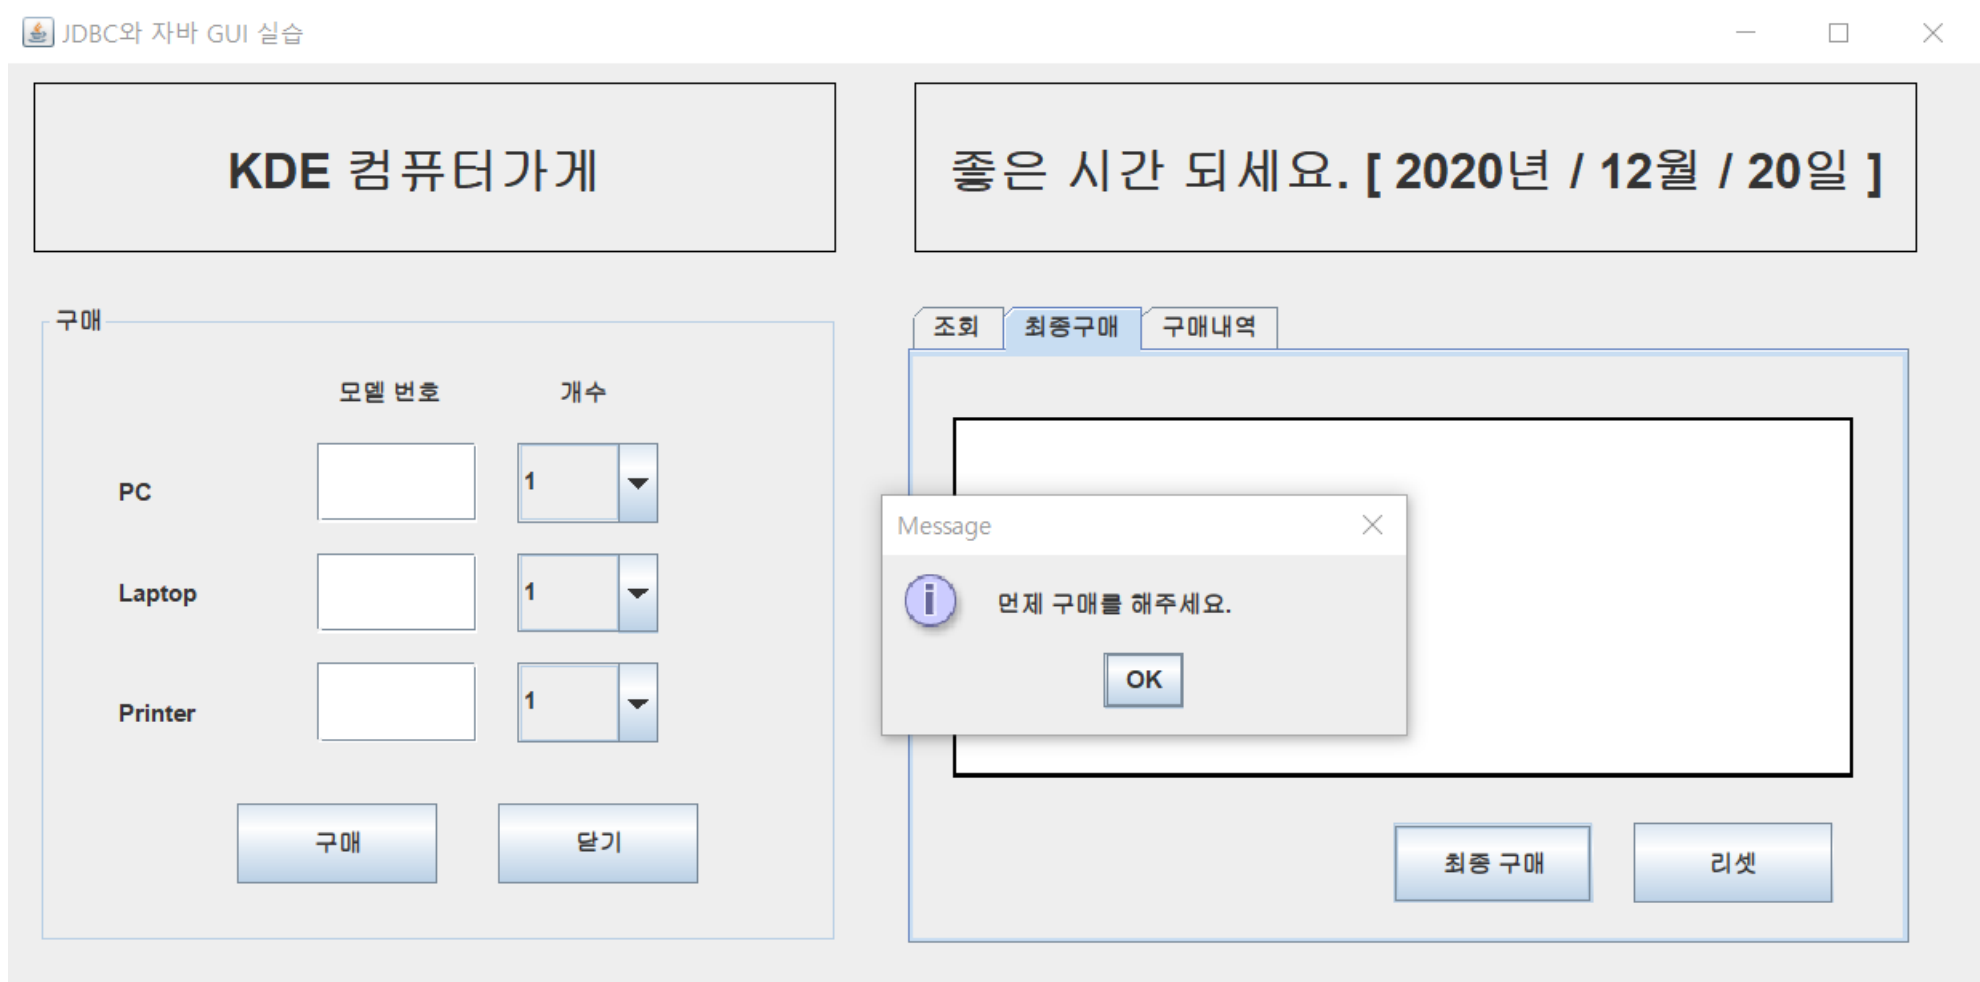 JDBC와 자바 GUI 실습
KDE 컴퓨터가게
좋은 시간 되세요. [ 2020년 / 12월 / 20일 ]
구매
모델 번호 개수
PC 1
Laptop 1
Printer 1
구매 닫기
조회 최종구매 구매내역
Message
먼제 구매를 해주세요.
OK
최종 구매 리셋